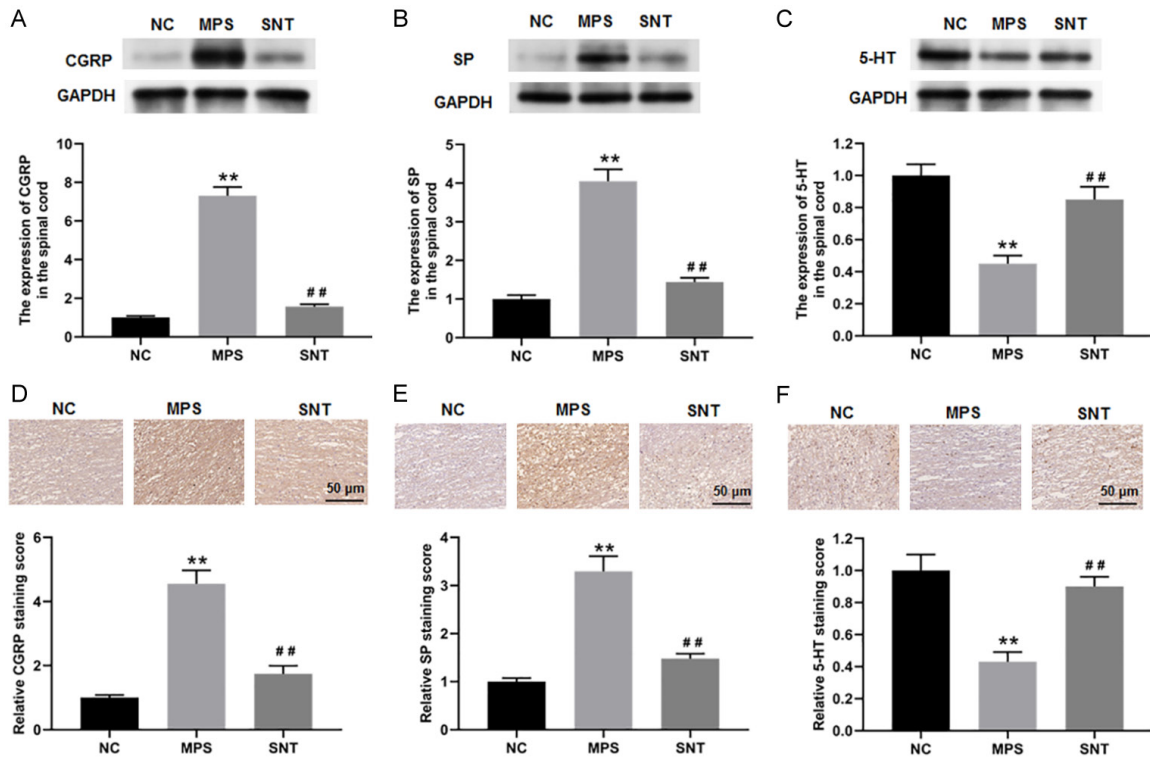 A
NC MPS SNT
CGRP
GAPDH
The expression of CGRP
in the spinal cord
10
8
6
4
2
0
**
##
NC MPS SNT
B
NC MPS SNT
SP
GAPDH
The expression of SP
in the spinal cord
5
4
3
2
1
0
**
##
NC MPS SNT
C
NC MPS SNT
5-HT
GAPDH
The expression of 5-HT
in the spinal cord
1.2
1.0
0.8
0.6
0.4
0.2
0.0
**
##
NC MPS SNT
D
NC MPS SNT
50 μm
Relative CGRP staining score
6
4
2
0
**
##
NC MPS SNT
E
NC MPS SNT
50 μm
Relative SP staining score
4
3
2
1
0
**
##
NC MPS SNT
F
NC MPS SNT
50 μm
Relative 5-HT staining score
1.2
1.0
0.8
0.6
0.4
0.2
0.0
**
##
NC MPS SNT